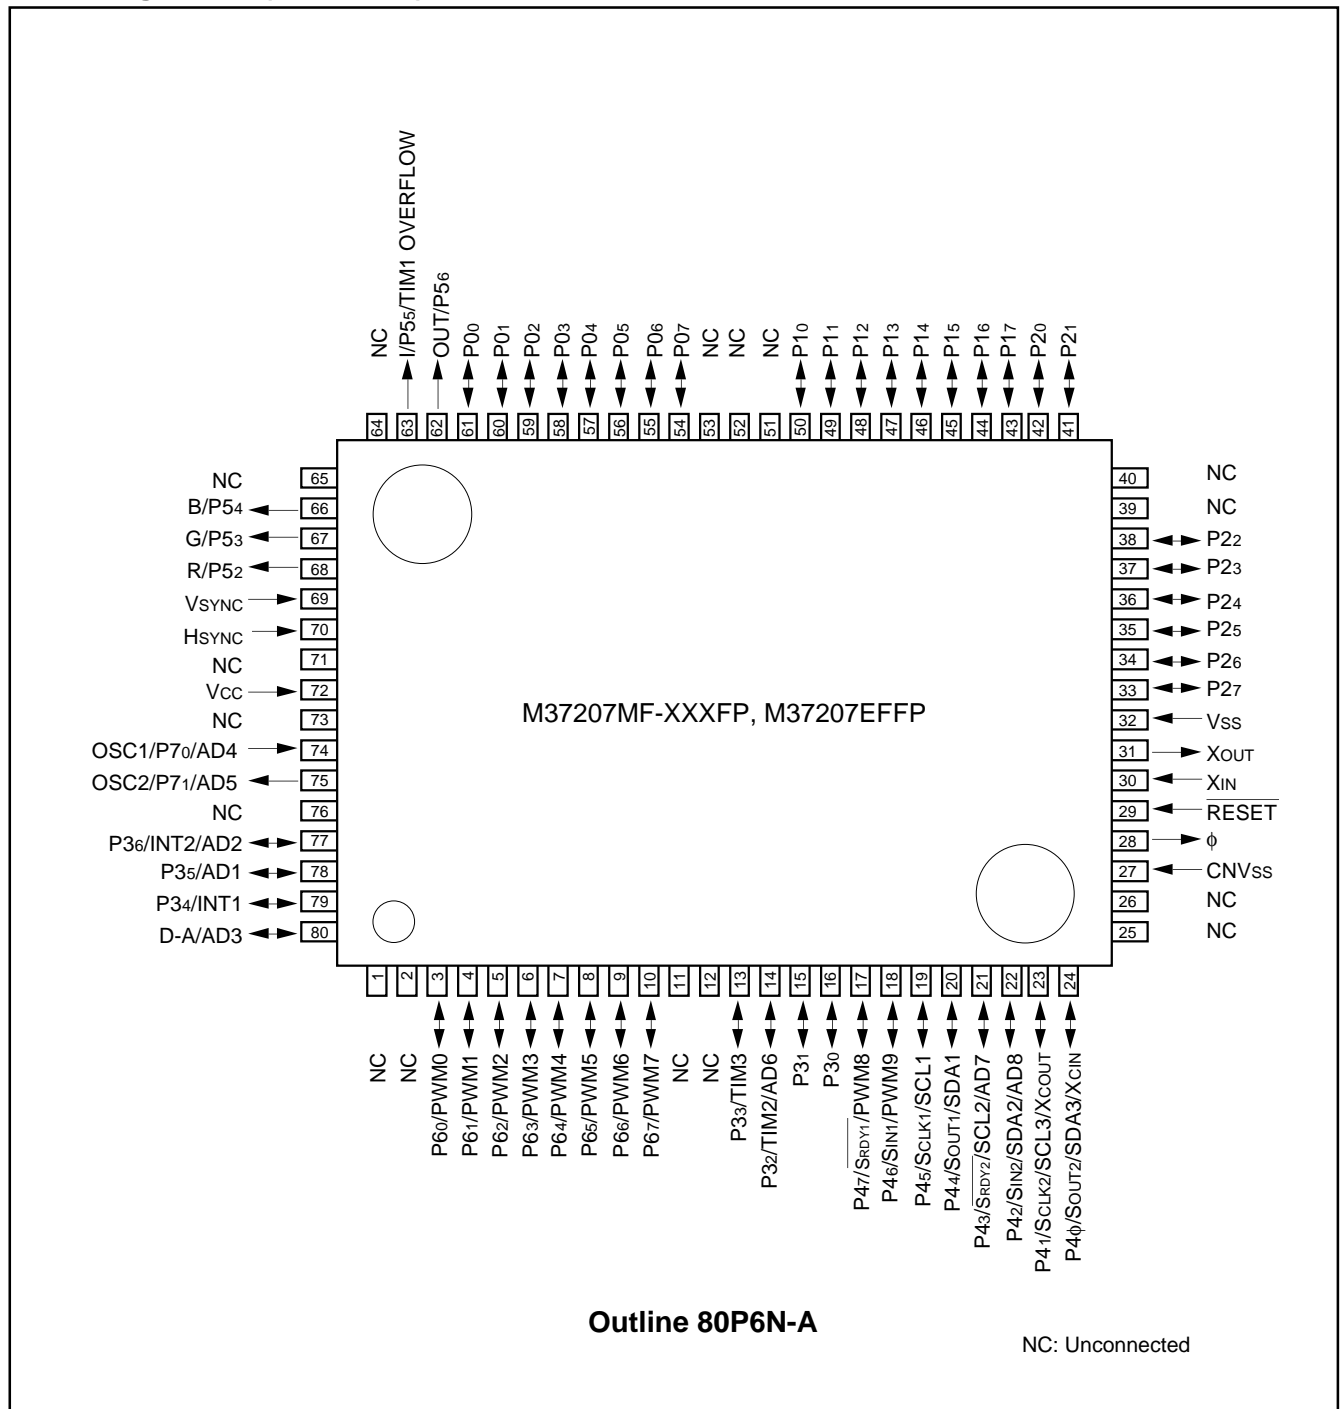 I/P55/TIM1 OVERFLOW
OUT/P56
NC
P00
P01
P02
P03
P04
P05
P06
P07
NC
NC
NC
P10
P11
P12
P13
P14
P15
P16
P17
P20
P21
64
63
62
61
60
59
58
57
56
55
54
53
52
51
50
49
48
47
46
45
44
43
42
41
NC 65
B/P54 66
G/P53 67
R/P52 68
VSYNC 69
HSYNC 70
NC 71
VCC 72
NC 73
OSC1/P70/AD4 74
OSC2/P71/AD5 75
NC 76
P36/INT2/AD2 77
P35/AD1 78
P34/INT1 79
D-A/AD3 80
M37207MF-XXXFP, M37207EFFP
40 NC
39 NC
38 P22
37 P23
36 P24
35 P25
34 P26
33 P27
32 VSS
31 XOUT
30 XIN
29 RESET
28 ϕ
27 CNVSS
26 NC
25 NC
1
2
3
4
5
6
7
8
9
10
11
12
13
14
15
16
17
18
19
20
21
22
23
24
NC
NC
P60/PWM0
P61/PWM1
P62/PWM2
P63/PWM3
P64/PWM4
P65/PWM5
P66/PWM6
P67/PWM7
NC
NC
P33/TIM3
P32/TIM2/AD6
P31
P30
P47/SRDY1/PWM8
P46/SIN1/PWM9
P45/SCLK1/SCL1
P44/SOUT1/SDA1
P43/SRDY2/SCL2/AD7
P42/SIN2/SDA2/AD8
P41/SCLK2/SCL3/XCOUT
P4ϕ/SOUT2/SDA3/XCIN
Outline 80P6N-A
NC: Unconnected